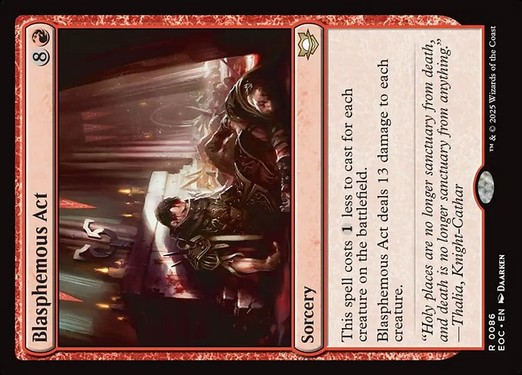 Blasphemous Act 8
Sorcery
This spell costs 1 less to cast for each
creature on the battlefield.
Blasphemous Act deals 13 damage to each
creature.
“Holy places are no longer sanctuary from death,
and death is no longer sanctuary from anything.”
—Thalia, Knight-Cathar
R 0086
EOC • EN DAARKEN
™ & © 2025 Wizards of the Coast